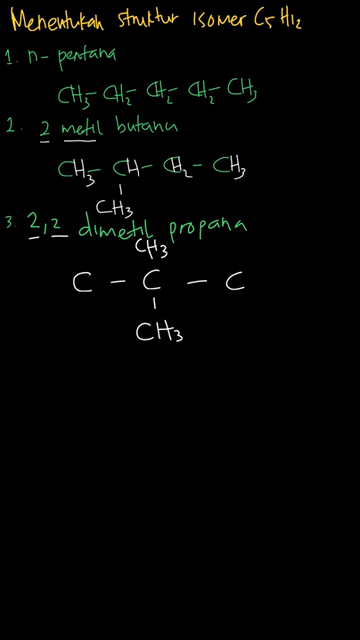 Menentukan struktur isomer C5H12
1. n-pentana
CH3-CH2-CH2-CH2-CH3
2. 2 metil butana
CH3-CH-H2-CH3
CH3
3. 2,2 dimetil propana
CH3
C - C - C
CH3